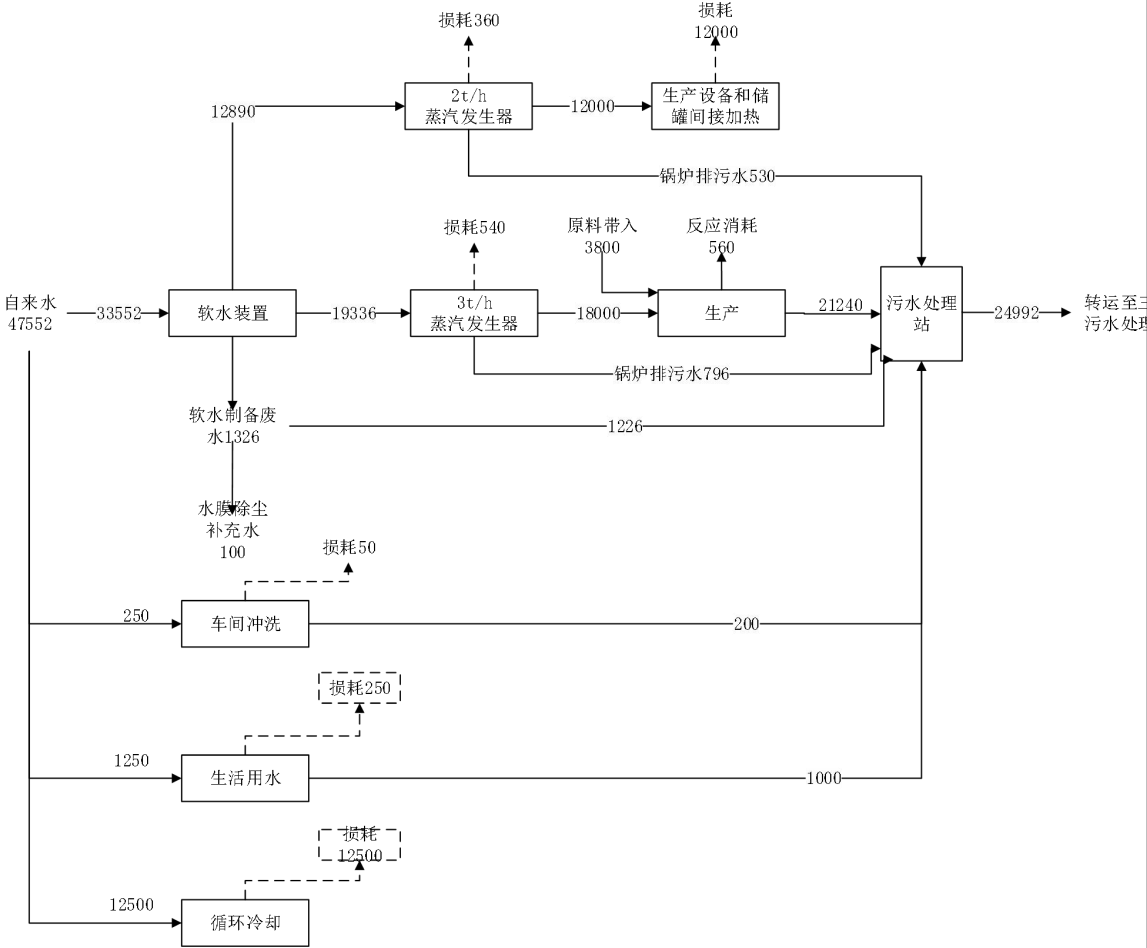 损耗360
损耗
12000
12890
2t/h
蒸汽发生器
12000
生产设备和储
罐间接加热
锅炉排污水530
损耗540
原料带入
3800
反应消耗
560
自来水
47552
33552
软水装置
19336
3t/h
蒸汽发生器
18000
生产
21240
污水处理
站
24992
转运至三
污水处理
锅炉排污水796
软水制备废
水1326
1226
水膜除尘
补充水
100
损耗50
250
车间冲洗
200
损耗250
1250
生活用水
1000
损耗
12500
12500
循环冷却